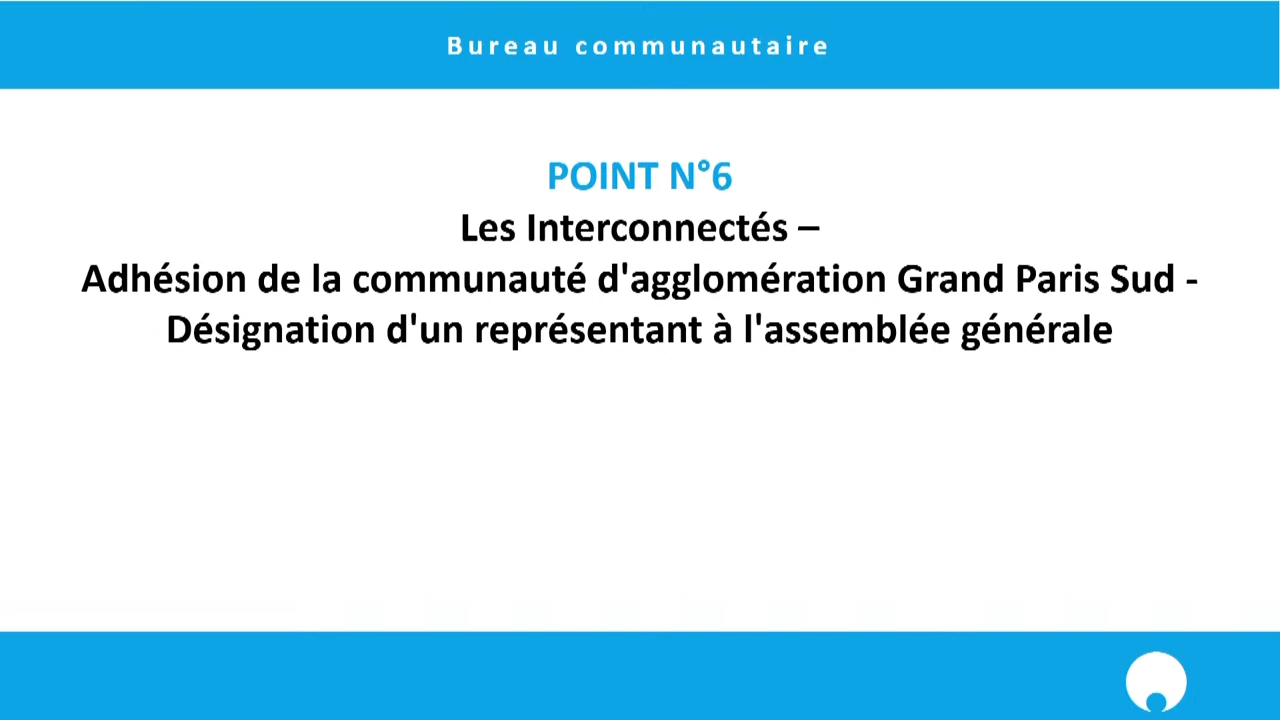 Bureau communautaire
POINT N°6
Les Interconnectés –
Adhésion de la communauté d'agglomération Grand Paris Sud -
Désignation d'un représentant à l'assemblée générale